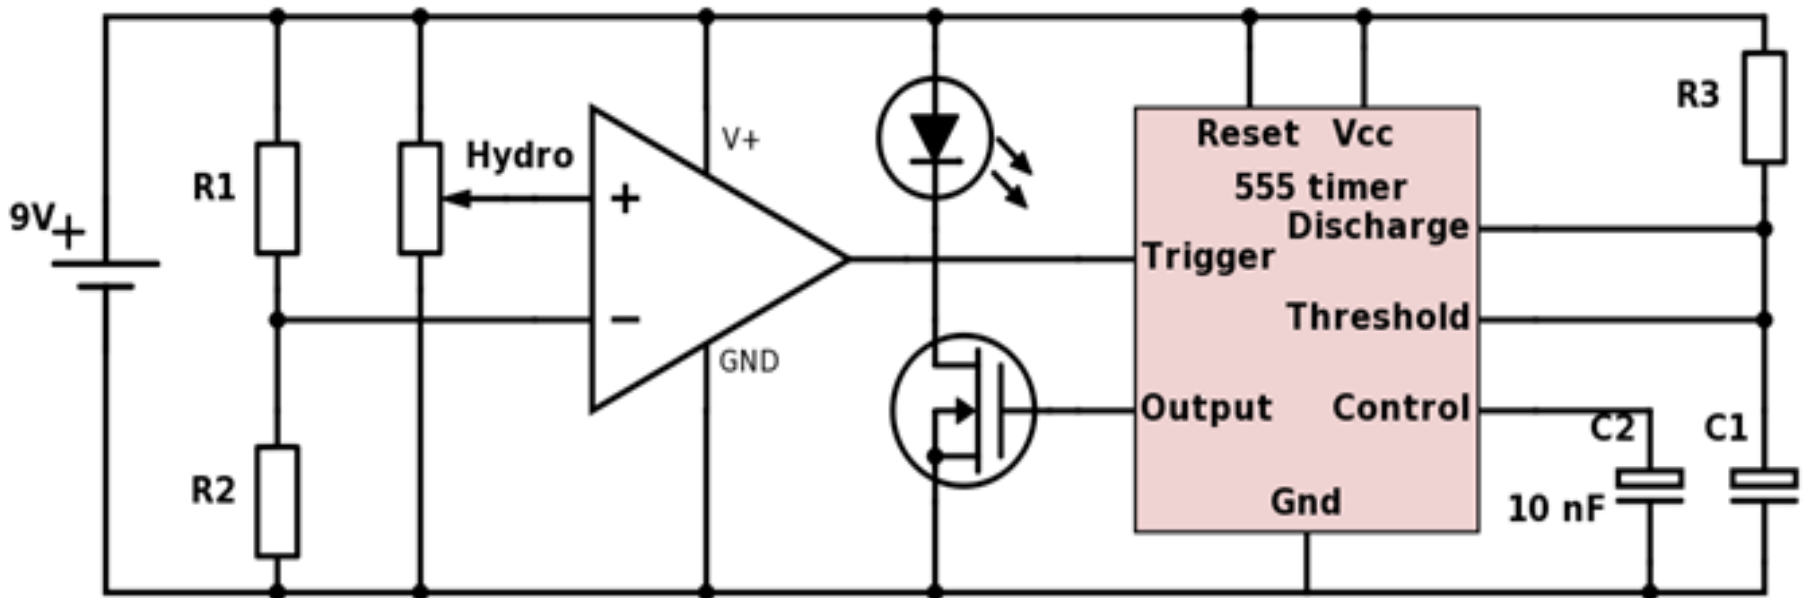 9V
+
R1
R2
Hydro
+
−
V+
GND
Reset Vcc
555 timer
Discharge
Trigger
Threshold
Output Control
Gnd
R3
C2 C1
10 nF